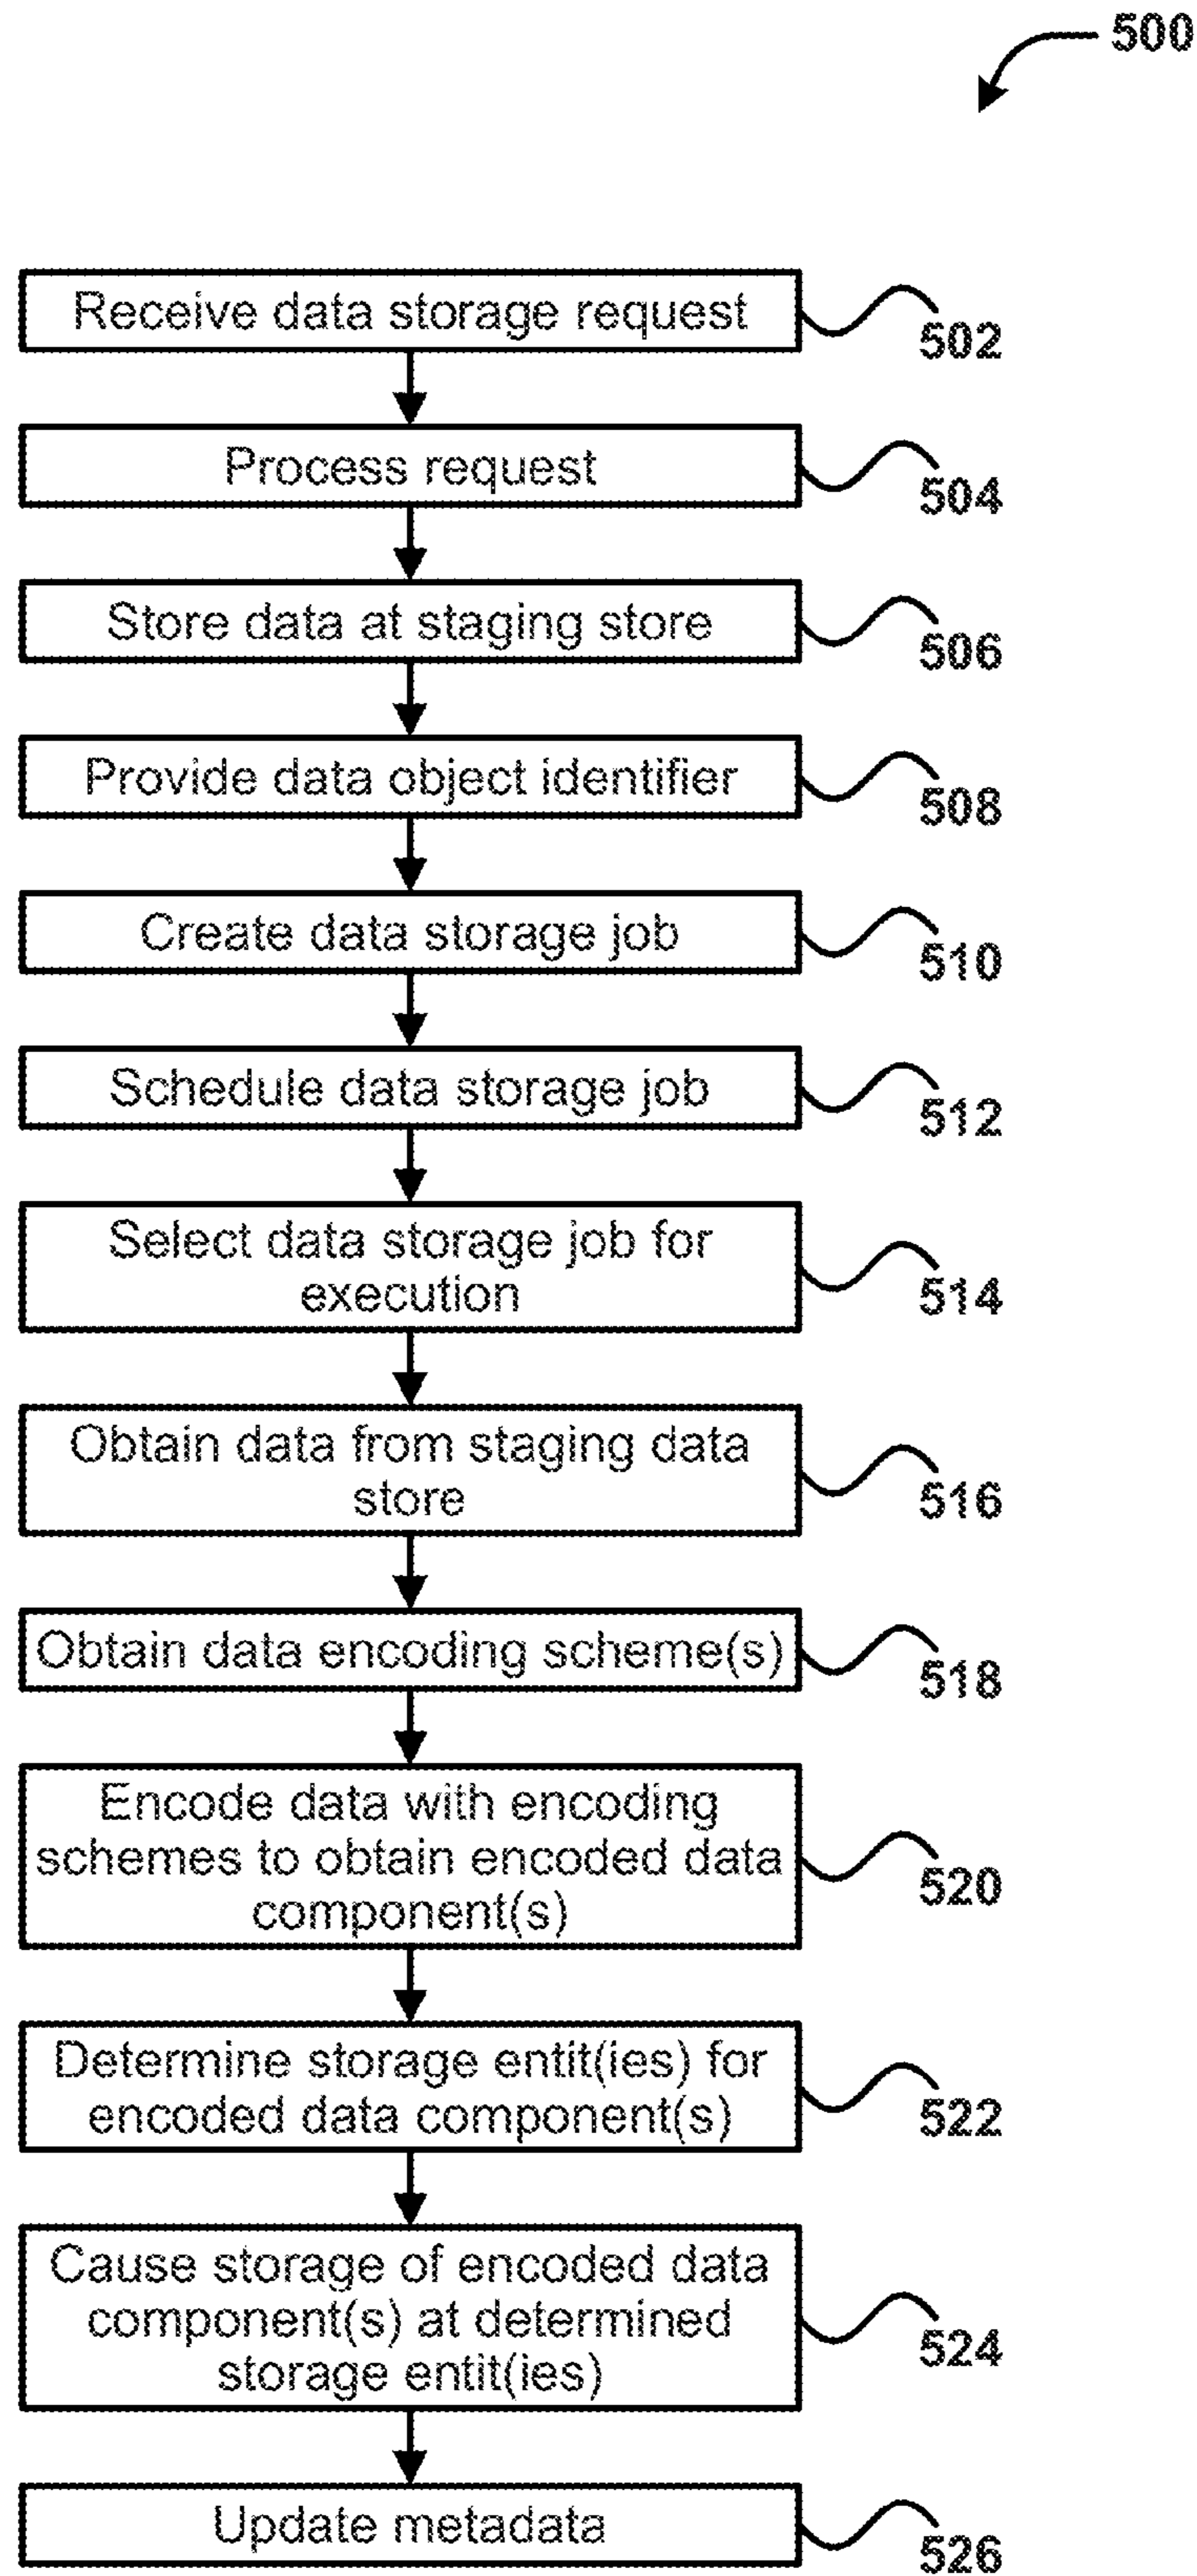 500
Receive data storage request
502
Process request
504
Store data at staging store
506
Provide data object identifier
508
Create data storage job
510
Schedule data storage job
512
Select data storage job for
execution
514
Obtain data from staging data
store
516
Obtain data encoding scheme(s)
518
Encode data with encoding
schemes to obtain encoded data
component(s)
520
Determine storage entit(ies) for
encoded data component(s)
522
Cause storage of encoded data
component(s) at determined
storage entit(ies)
524
Update metadata
526